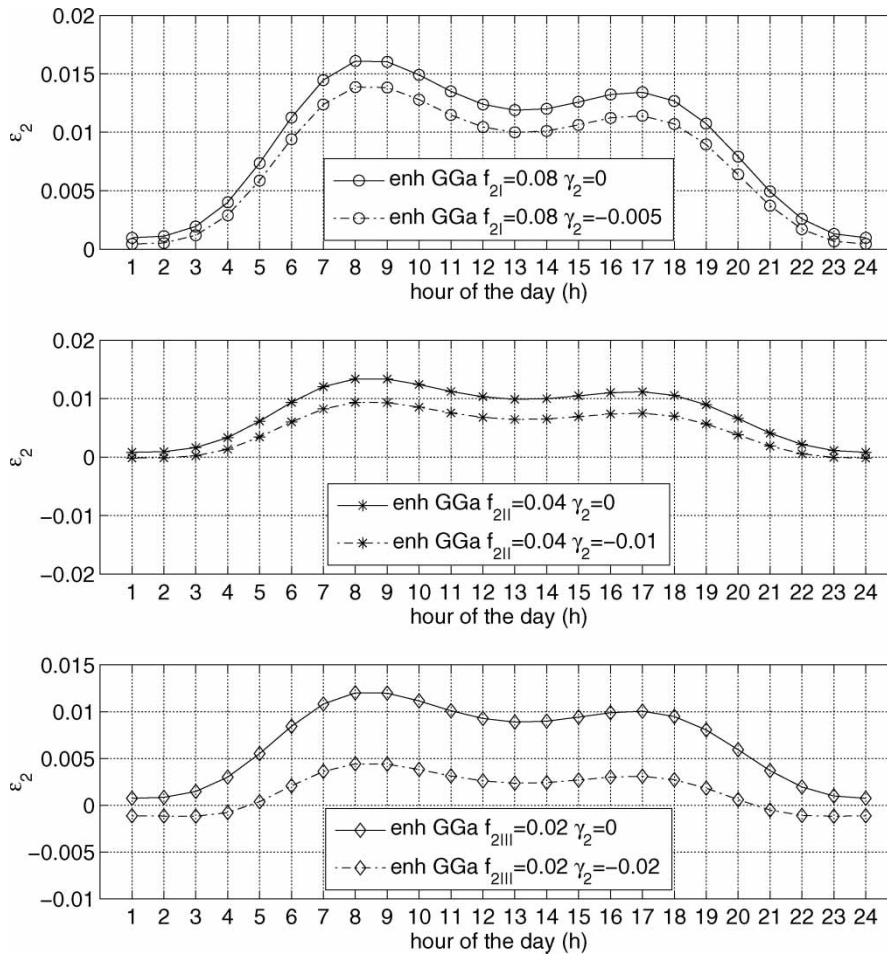 0.02
0.015
0.01
0.005
0
ε₂
enh GGa f₂I=0.08 γ₂=0
enh GGa f₂I=0.08 γ₂=−0.005
1 2 3 4 5 6 7 8 9 10 11 12 13 14 15 16 17 18 19 20 21 22 23 24
hour of the day (h)
0.02
0.01
0
−0.01
−0.02
ε₂
enh GGa f₂II=0.04 γ₂=0
enh GGa f₂II=0.04 γ₂=−0.01
1 2 3 4 5 6 7 8 9 10 11 12 13 14 15 16 17 18 19 20 21 22 23 24
hour of the day (h)
0.015
0.01
0.005
0
−0.005
−0.01
ε₂
enh GGa f₂III=0.02 γ₂=0
enh GGa f₂III=0.02 γ₂=−0.02
1 2 3 4 5 6 7 8 9 10 11 12 13 14 15 16 17 18 19 20 21 22 23 24
hour of the day (h)